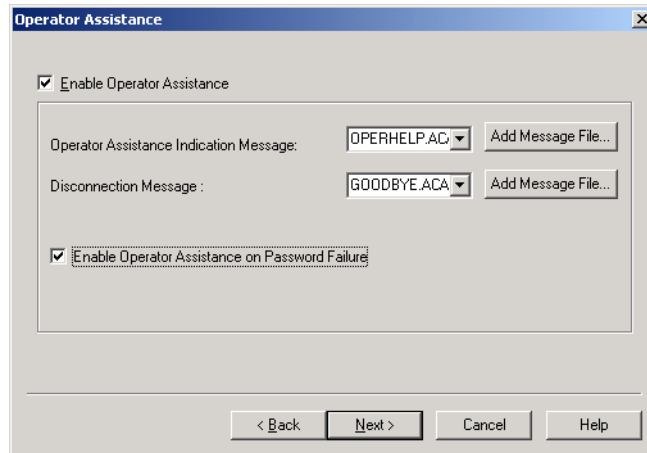 Operator Assistance
Enable Operator Assistance
Operator Assistance Indication Message: OPERHELP.ACA Add Message File...
Disconnection Message : GOODBYE.ACA Add Message File...
Enable Operator Assistance on Password Failure
< Back Next > Cancel Help